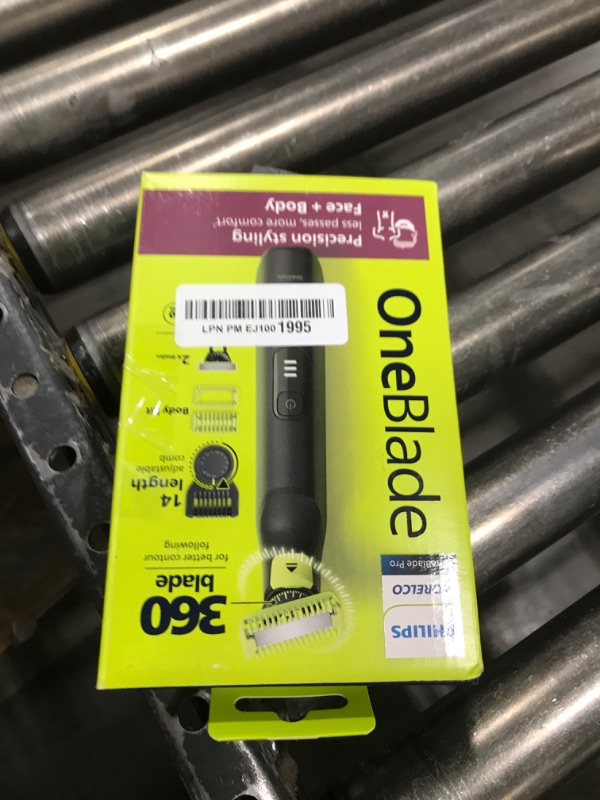 PHILIPS
NORELCO
OneBlade Pro
OneBlade
360
blade
for better contour
following
14
length
adjustable
comb
Body kit
2x
LPN PM EJ100 1995
Precision styling
less passes, more comfort
Face + Body